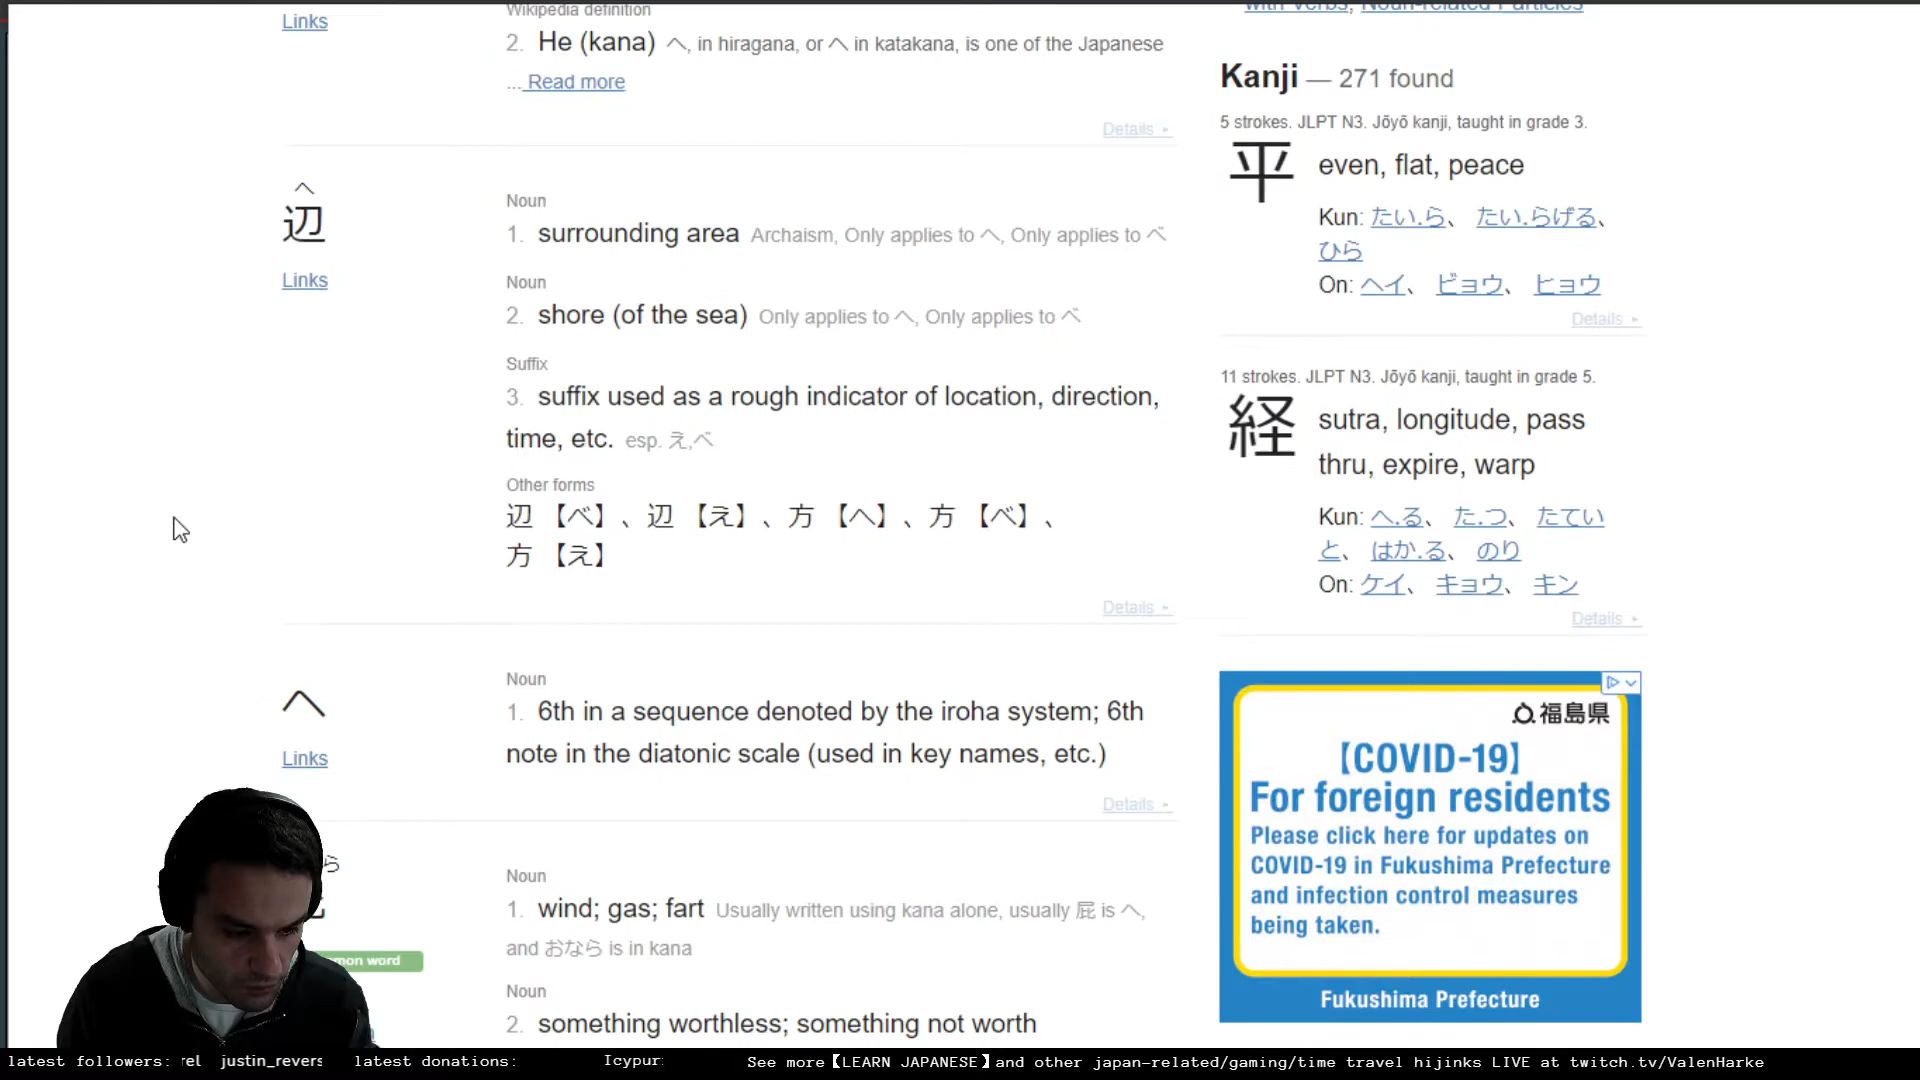 Links
Wikipedia definition
2. He (kana) へ, in hiragana, or ヘ in katakana, is one of the Japanese
... Read more
Details ▸
へ
辺
Links
Noun
1. surrounding area Archaism, Only applies to へ, Only applies to べ
Noun
2. shore (of the sea) Only applies to へ, Only applies to べ
Suffix
3. suffix used as a rough indicator of location, direction,
time, etc. esp. え,べ
Other forms
辺 【べ】、辺 【え】、方 【へ】、方 【べ】、
方 【え】
Details ▸
へ
Links
Noun
1. 6th in a sequence denoted by the iroha system; 6th
note in the diatonic scale (used in key names, etc.)
Details ▸
ら
mon word
Noun
1. wind; gas; fart Usually written using kana alone, usually 屁 is へ,
and おなら is in kana
Noun
2. something worthless; something not worth
with Verbs, Noun-related Particles
Kanji — 271 found
5 strokes. JLPT N3. Jōyō kanji, taught in grade 3.
平
even, flat, peace
Kun: たい.ら、 たい.らげる、
ひら
On: ヘイ、 ビョウ、 ヒョウ
Details ▸
11 strokes. JLPT N3. Jōyō kanji, taught in grade 5.
経
sutra, longitude, pass
thru, expire, warp
Kun: へ.る、 た.つ、 たてい
と、 はか.る、 のり
On: ケイ、 キョウ、 キン
Details ▸
福島県
【COVID-19】
For foreign residents
Please click here for updates on
COVID-19 in Fukushima Prefecture
and infection control measures
being taken.
Fukushima Prefecture
latest followers: rel justin_revers latest donations: Icypur See more【LEARN JAPANESE】and other japan-related/gaming/time travel hijinks LIVE at twitch.tv/ValenHarke